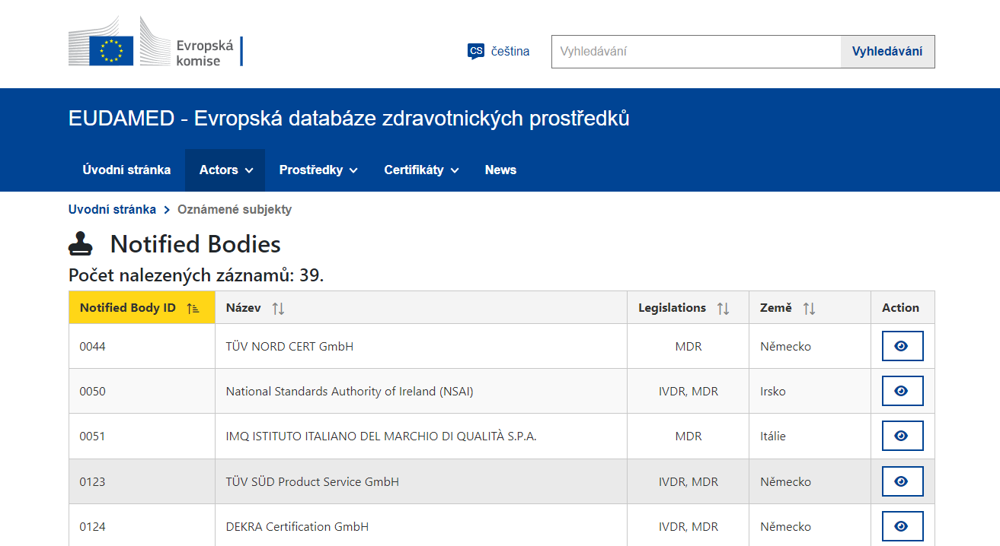 Evropská
komise
CS čeština
Vyhledávání
Vyhledávání
EUDAMED - Evropská databáze zdravotnických prostředků
Úvodní stránka Actors Prostředky Certifikáty News
Uvodní stránka > Oznámené subjekty
Notified Bodies
Počet nalezených záznamů: 39.
Notified Body ID Název Legislations Země Action
0044 TÜV NORD CERT GmbH MDR Německo
0050 National Standards Authority of Ireland (NSAI) IVDR, MDR Irsko
0051 IMQ ISTITUTO ITALIANO DEL MARCHIO DI QUALITÀ S.P.A. MDR Itálie
0123 TÜV SÜD Product Service GmbH IVDR, MDR Německo
0124 DEKRA Certification GmbH IVDR, MDR Německo